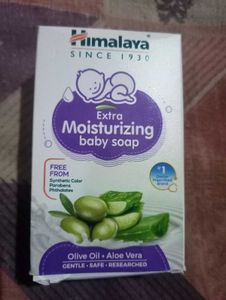 Himalaya
SINCE 1930
Extra
Moisturizing
baby soap
FREE
FROM
Synthetic Color
Parabens
Phthalates
#1
Olive Oil • Aloe Vera
GENTLE • SAFE • RESEARCHED